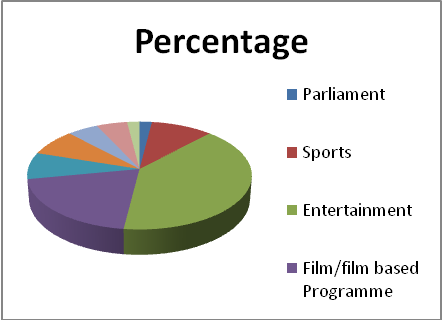 Percentage
Parliament
Sports
Entertainment
Film/film based
Programme